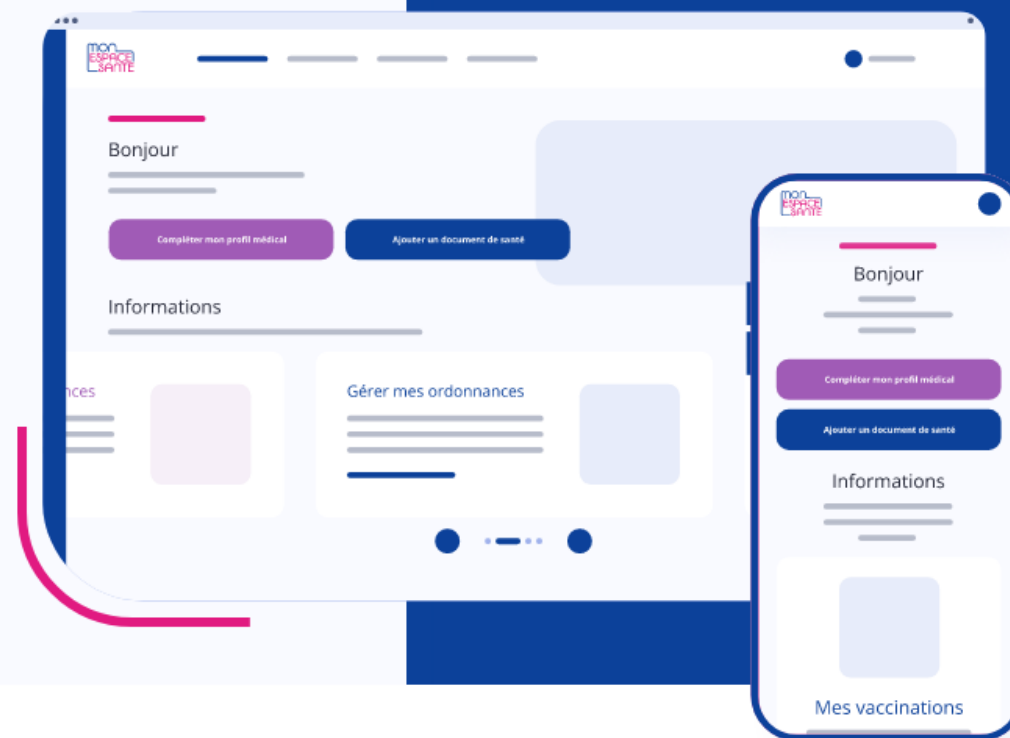 mon
ESPACE
SANTÉ
Bonjour
Compléter mon profil médical
Ajouter un document de santé
Informations
nces
Gérer mes ordonnances
mon
ESPACE
SANTÉ
Bonjour
Compléter mon profil médical
Ajouter un document de santé
Informations
Mes vaccinations